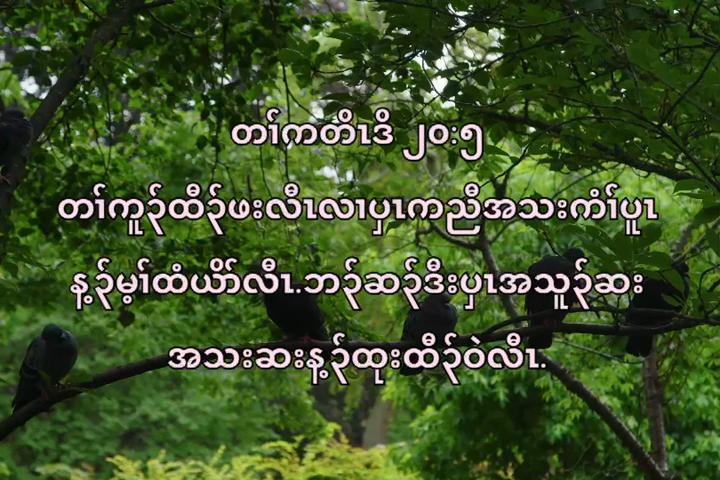 တၢ်ကတိၤဒိ ၂၀:၅
တၢ်ကူၣ်ထီၣ်ဖးလီၤလၢပှၤကညီအသးကံၢ်ပူၤ
န့ၣ်မ့ၢ်ထံယိာ်လီၤ.ဘၣ်ဆၣ်ဒီးပှၤအသူၣ်ဆး
အသးဆးန့ၣ်ထုးထီၣ်ဝဲလီၤ.